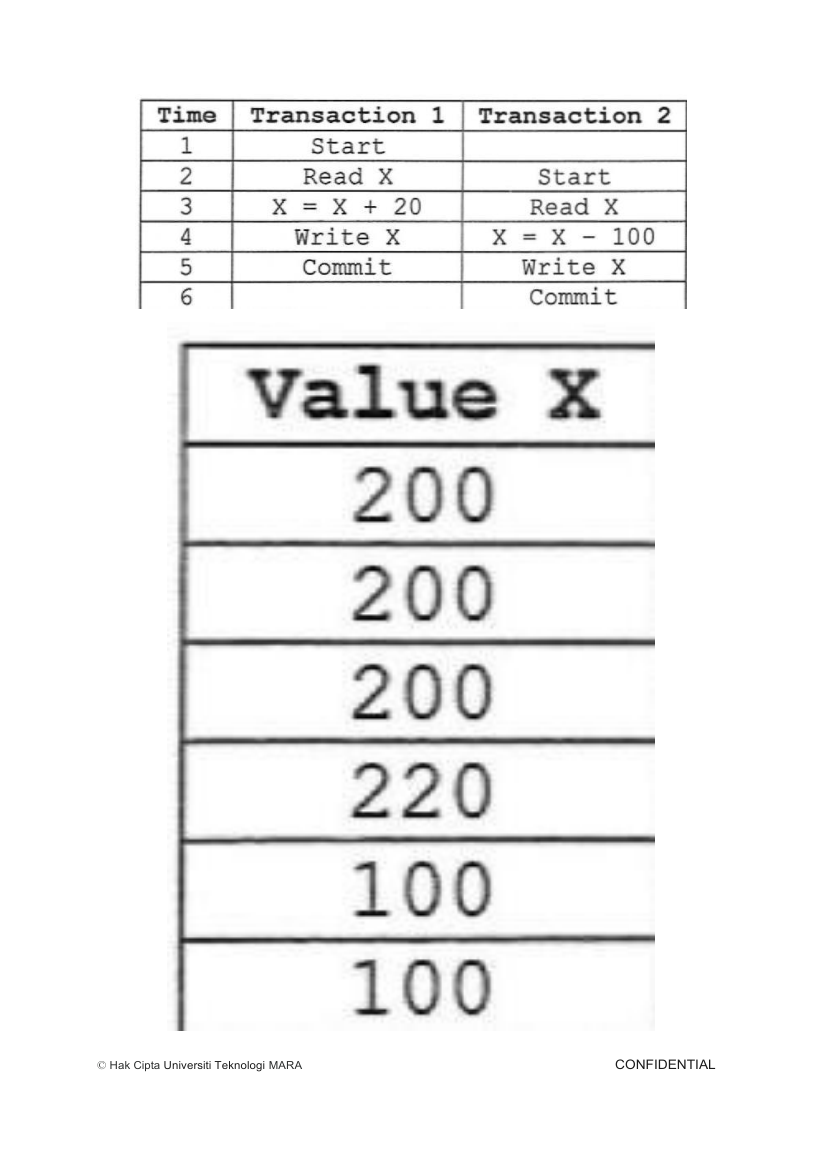 Time Transaction 1 Transaction 2
1 Start
2 Read X Start
3 X = X + 20 Read X
4 Write X X = X - 100
5 Commit Write X
6 Commit
Value X
200
200
200
220
100
100
© Hak Cipta Universiti Teknologi MARA CONFIDENTIAL